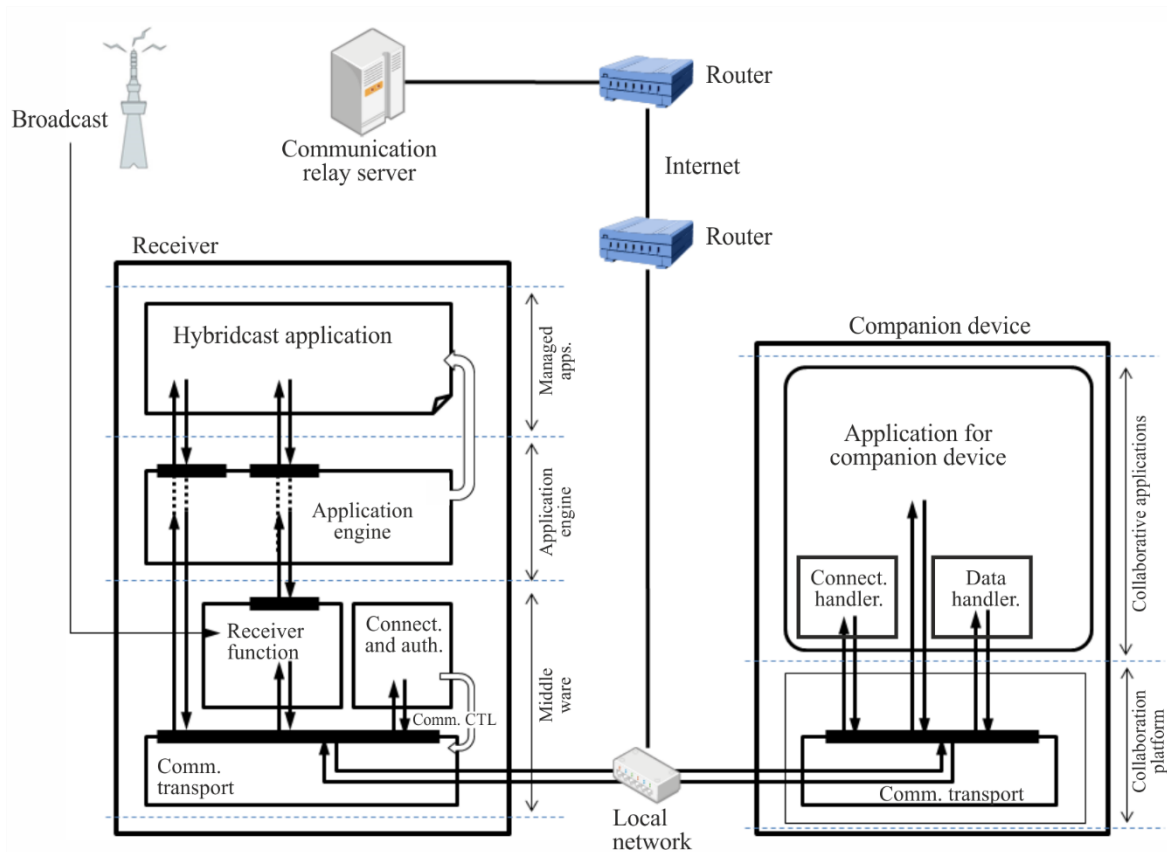 Broadcast
Communication
relay server
Router
Internet
Router
Receiver
Hybridcast application
Managed
apps.
Application
engine
Application
engine
Receiver
function
Connect.
and auth.
Comm. CTL
Middle
ware
Comm.
transport
Local
network
Companion device
Application for
companion device
Connect.
handler.
Data
handler.
Collaborative applications
Comm. transport
Collaboration
platform